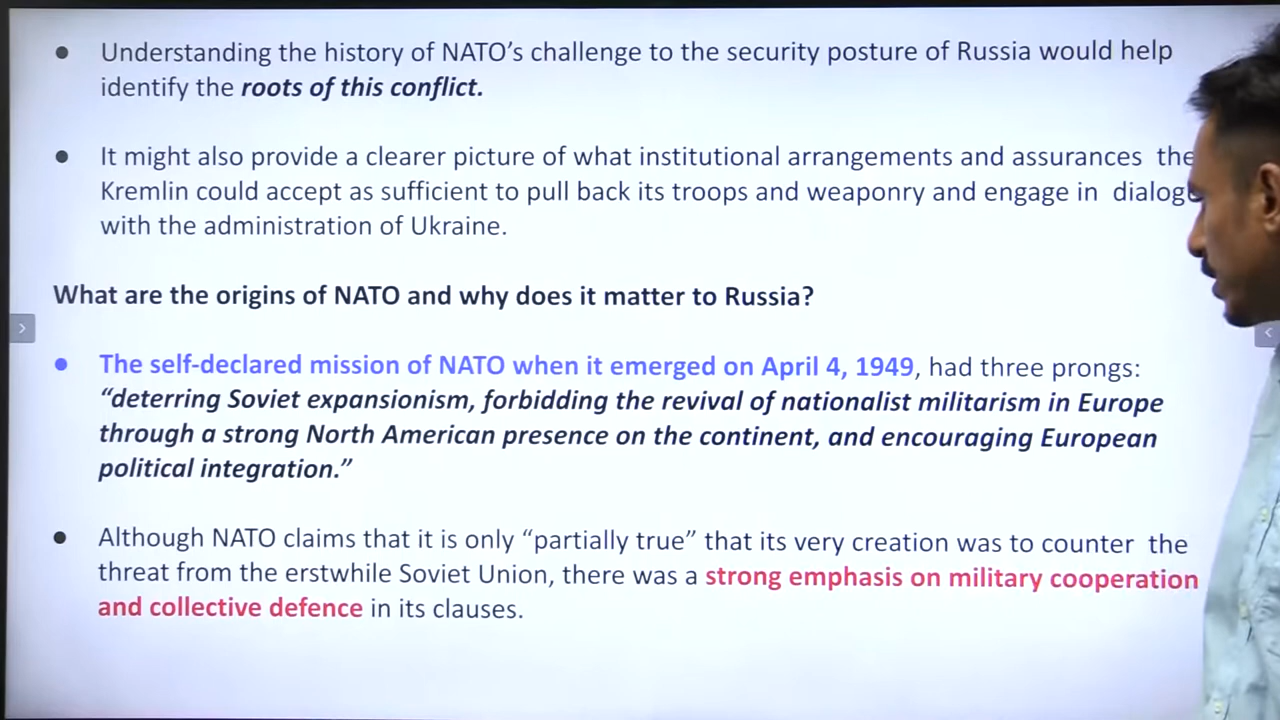 Understanding the history of NATO's challenge to the security posture of Russia would help
identify the roots of this conflict.
It might also provide a clearer picture of what institutional arrangements and assurances the
Kremlin could accept as sufficient to pull back its troops and weaponry and engage in
with the administration of Ukraine.
What are the origins of NATO and why does it matter to Russia?
The self-declared mission of NATO when it emerged on April 4, 1949, had three prongs:
“deterring Soviet expansionism, forbidding the revival of nationalist militarism in Europe
through a strong North American presence on the continent, and encouraging European
political integration.”
Although NATO claims that it is only “partially true” that its very creation was to counter the
threat from the erstwhile Soviet Union, there was a strong emphasis on military cooperation
and collective defence in its clauses.